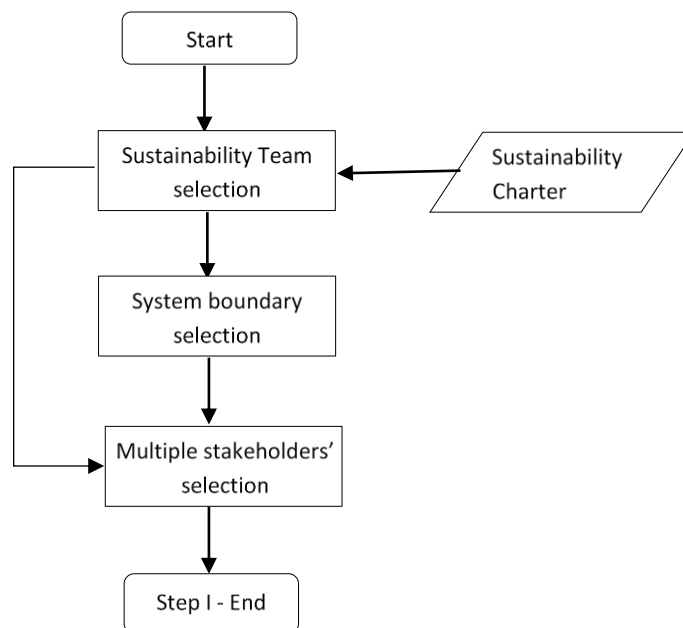 Start
Sustainability Team
selection
Sustainability
Charter
System boundary
selection
Multiple stakeholders’
selection
Step I - End